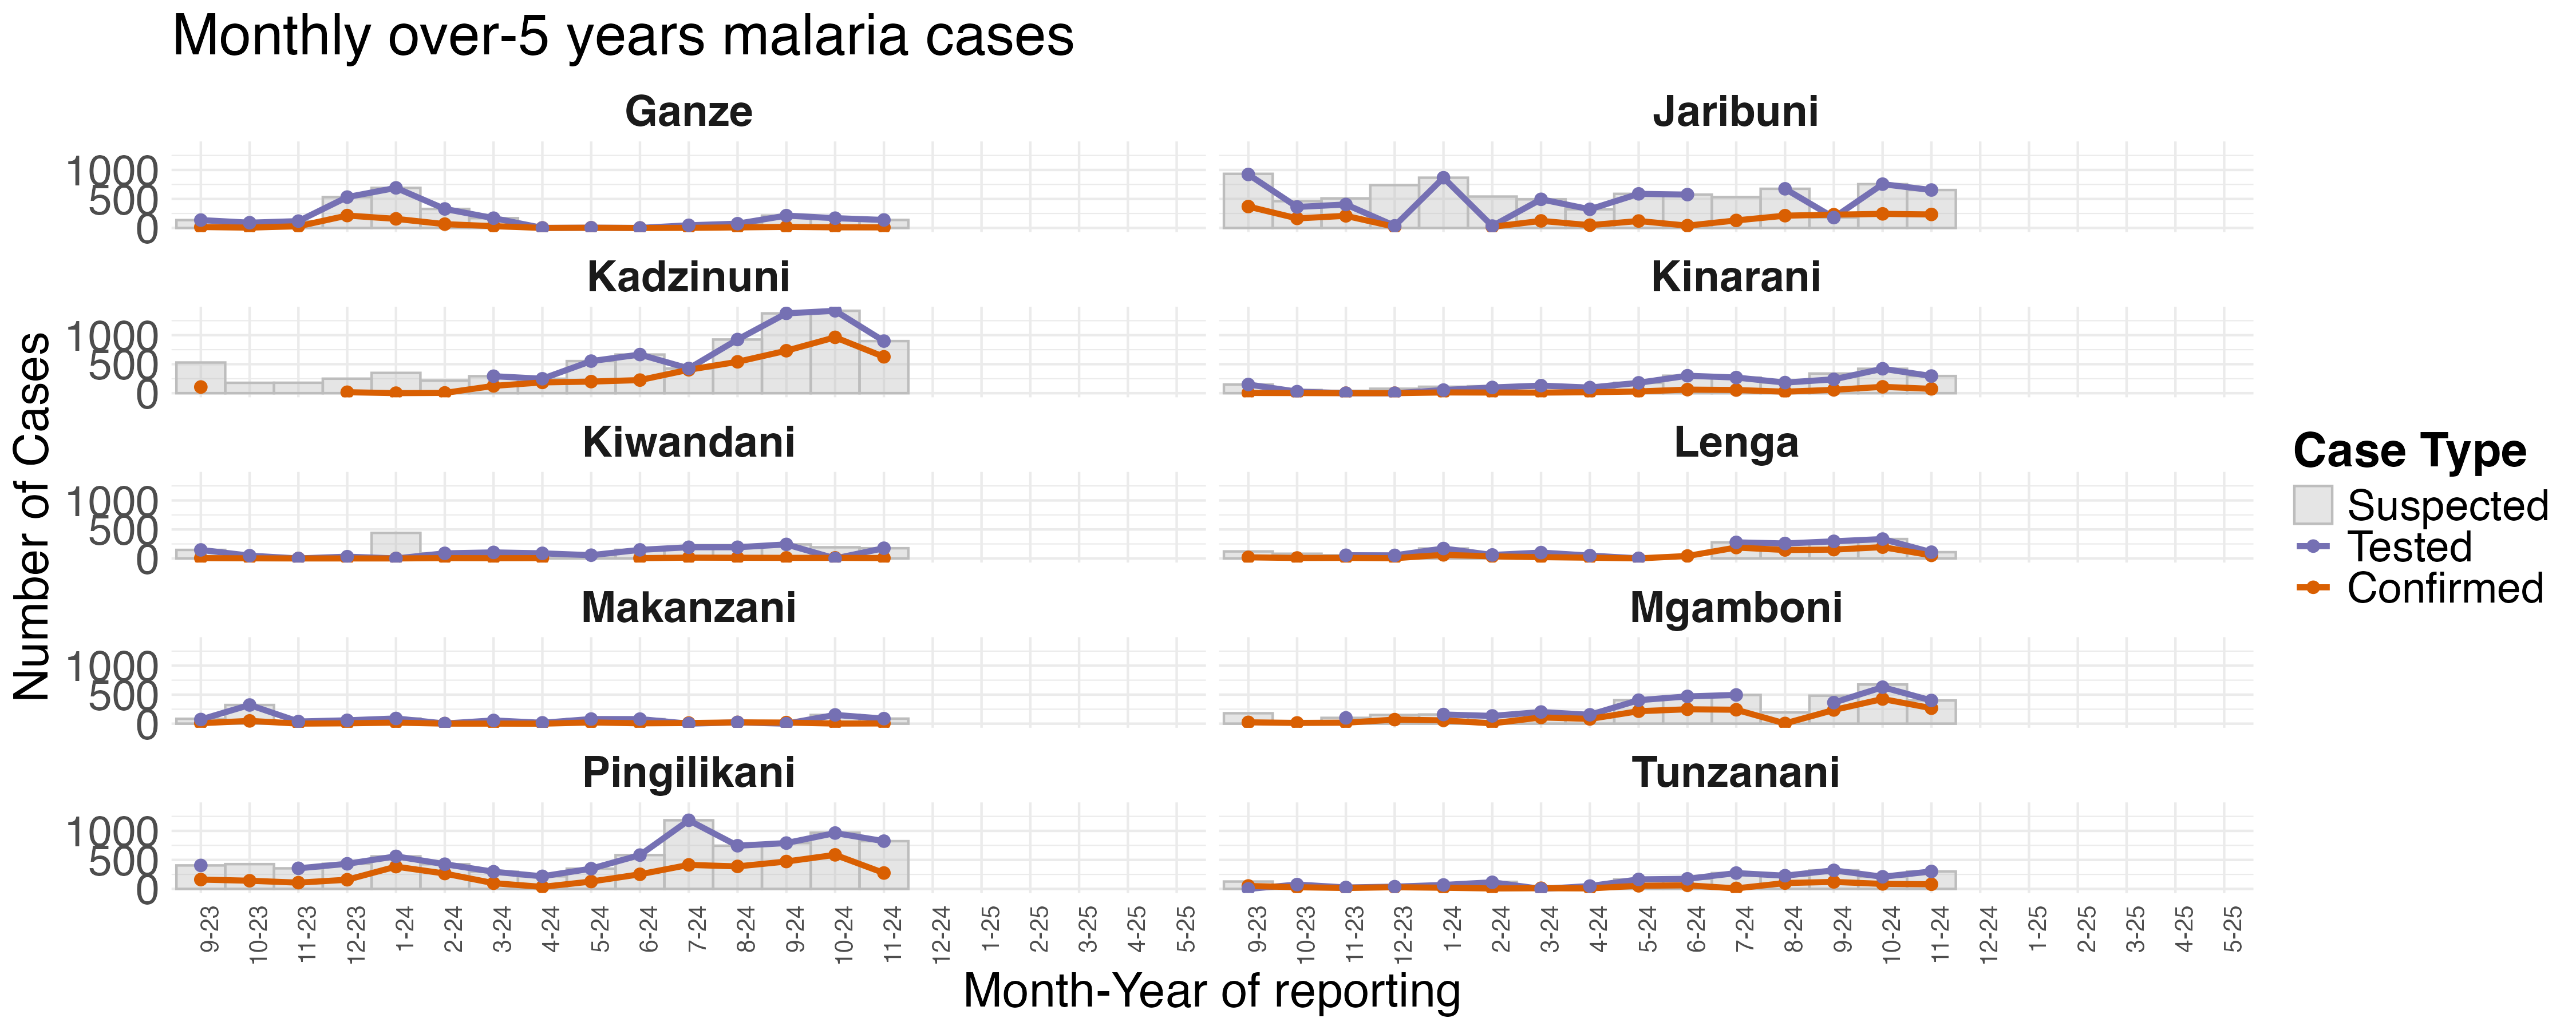 Monthly over-5 years malaria cases
Ganze
Jaribuni
1000
500
0
Kadzinuni
Kinarani
1000
500
0
Kiwandani
Lenga
1000
500
0
Makanzani
Mgamboni
1000
500
0
Pingilikani
Tunzanani
1000
500
0
9-23 10-23 11-23 12-23 1-24 2-24 3-24 4-24 5-24 6-24 7-24 8-24 9-24 10-24 11-24 12-24 1-25 2-25 3-25 4-25 5-25
9-23 10-23 11-23 12-23 1-24 2-24 3-24 4-24 5-24 6-24 7-24 8-24 9-24 10-24 11-24 12-24 1-25 2-25 3-25 4-25 5-25
Month-Year of reporting
Number of Cases
Case Type
Suspected
Tested
Confirmed